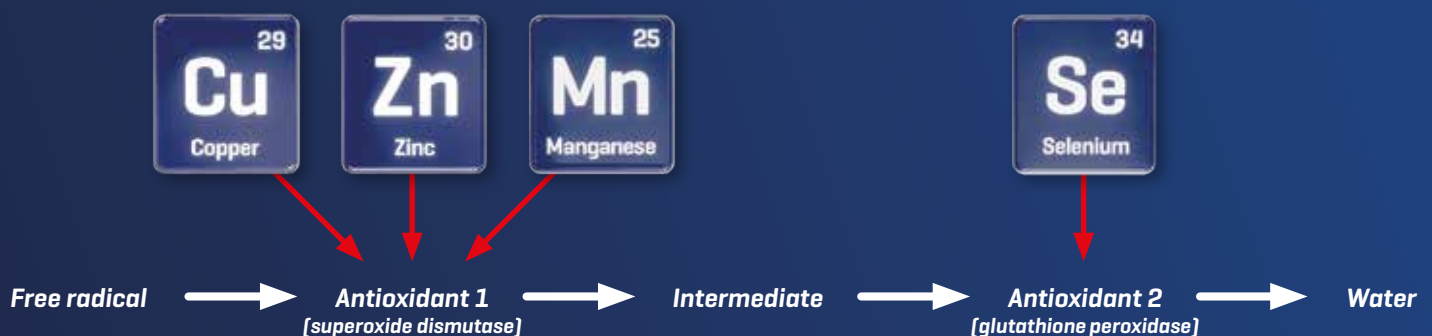 29
Cu
Copper
30
Zn
Zinc
25
Mn
Manganese
34
Se
Selenium
Free radical
Antioxidant 1
(superoxide dismutase)
Intermediate
Antioxidant 2
(glutathione peroxidase)
Water